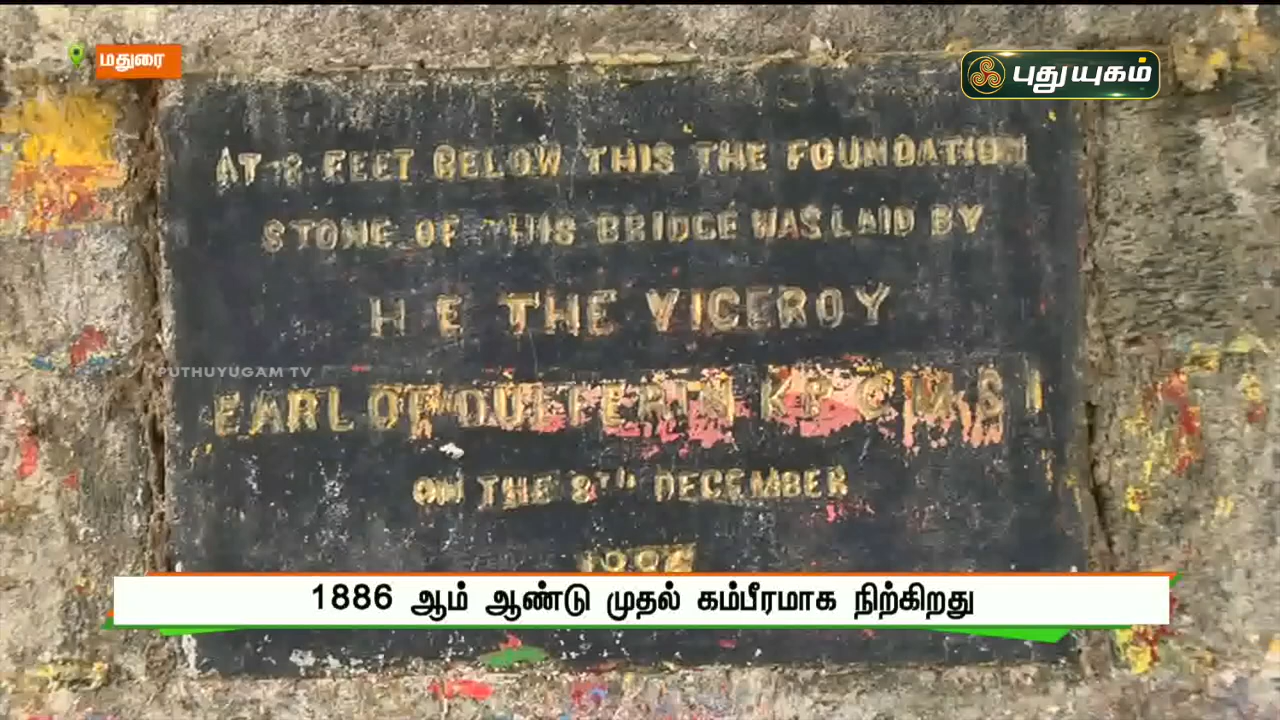 மதுரை
புதுயுகம்
AT FEET BELOW THIS THE FOUNDATION
STONE OF THIS BRIDGE WAS LAID BY
H E THE VICEROY
PUTHUYUGAM TV
EARL OF DUFFERIN K P C M S I
ON THE 8TH DECEMBER
1886 ஆம் ஆண்டு முதல் கம்பீரமாக நிற்கிறது